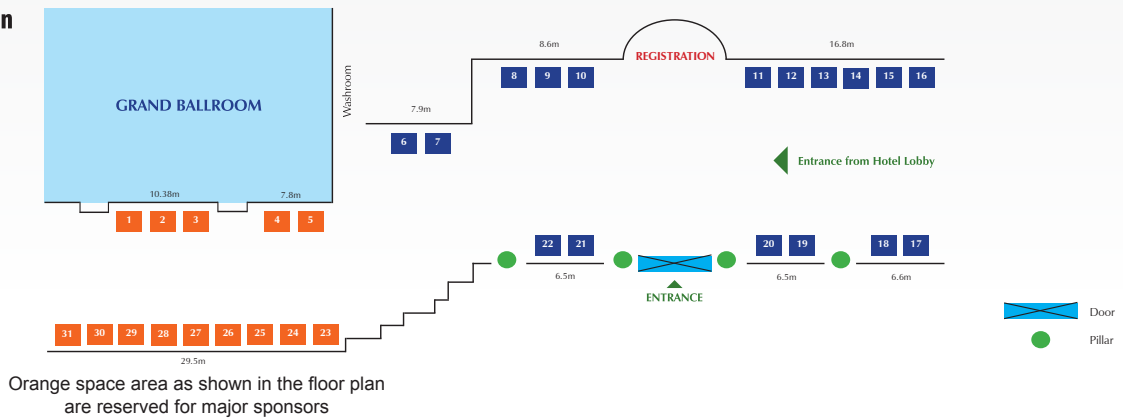 n
8.6m
REGISTRATION
16.8m
8 9 10
11 12 13 14 15 16
GRAND BALLROOM
Washroom
7.9m
6 7
Entrance from Hotel Lobby
10.38m
7.8m
1 2 3
4 5
22 21
20 19
18 17
6.5m
6.5m
6.6m
ENTRANCE
Door
Pillar
31 30 29 28 27 26 25 24 23
29.5m
Orange space area as shown in the floor plan
are reserved for major sponsors